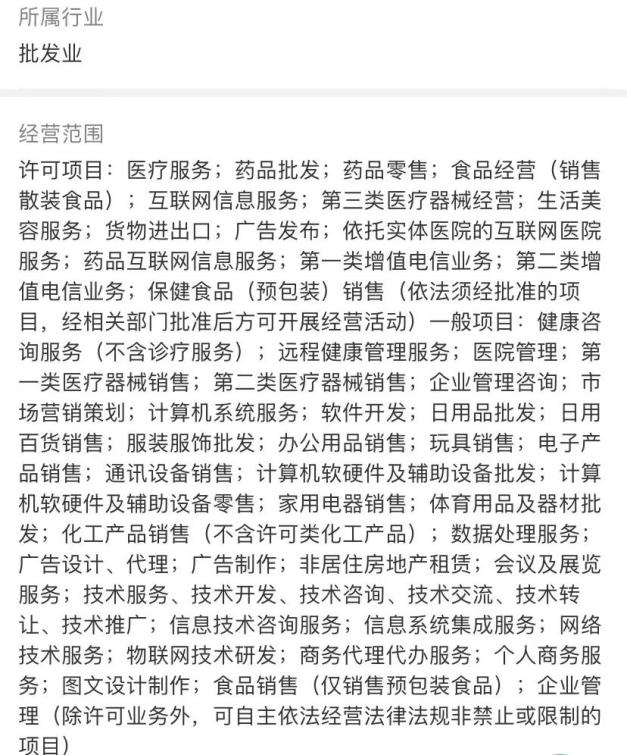 所属行业
批发业
经营范围
许可项目：医疗服务；药品批发；药品零售；食品经营（销售
散装食品）；互联网信息服务；第三类医疗器械经营；生活美
容服务；货物进出口；广告发布；依托实体医院的互联网医院
服务；药品互联网信息服务；第一类增值电信业务；第二类增
值电信业务；保健食品（预包装）销售（依法须经批准的项
目，经相关部门批准后方可开展经营活动）一般项目：健康咨
询服务（不含诊疗服务）；远程健康管理服务；医院管理；第
一类医疗器械销售；第二类医疗器械销售；企业管理咨询；市
场营销策划；计算机系统服务；软件开发；日用品批发；日用
百货销售；服装服饰批发；办公用品销售；玩具销售；电子产
品销售；通讯设备销售；计算机软硬件及辅助设备批发；计算
机软硬件及辅助设备零售；家用电器销售；体育用品及器材批
发；化工产品销售（不含许可类化工产品）；数据处理服务；
广告设计、代理；广告制作；非居住房地产租赁；会议及展览
服务；技术服务、技术开发、技术咨询、技术交流、技术转
让、技术推广；信息技术咨询服务；信息系统集成服务；网络
技术服务；物联网技术研发；商务代理代办服务；个人商务服
务；图文设计制作；食品销售（仅销售预包装食品）；企业管
理（除许可业务外，可自主依法经营法律法规非禁止或限制的
项目）